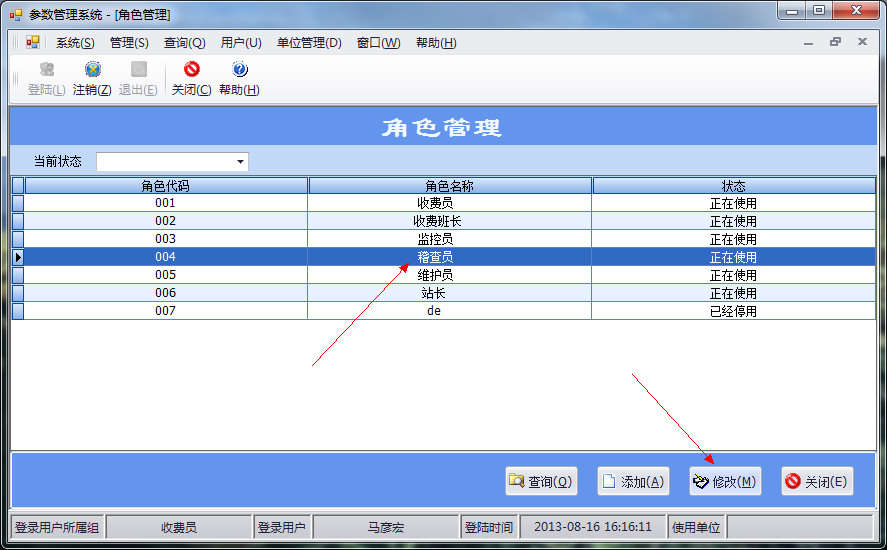 参数管理系统 - [角色管理]
系统(S) 管理(S) 查询(Q) 用户(U) 单位管理(D) 窗口(W) 帮助(H)
登陆(L) 注销(Z) 退出(E) 关闭(C) 帮助(H)
角色管理
当前状态
角色代码 角色名称 状态
001 收费员 正在使用
002 收费班长 正在使用
003 监控员 正在使用
004 稽查员 正在使用
005 维护员 正在使用
006 站长 正在使用
007 de 已经停用
查询(Q) 添加(A) 修改(M) 关闭(E)
登录用户所属组 收费员 登录用户 马彦宏 登陆时间 2013-08-16 16:16:11 使用单位